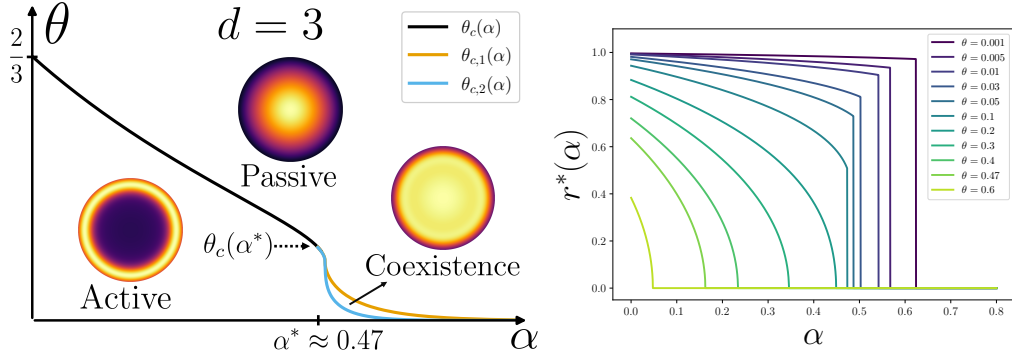 θ
d = 3
2/3
θ_c(α)
θ_{c,1}(α)
θ_{c,2}(α)
Passive
Active
θ_c(α*)
Coexistence
α* ≈ 0.47
α
r*(α)
1.0
0.8
0.6
0.4
0.2
0.0
θ = 0.001
θ = 0.005
θ = 0.01
θ = 0.03
θ = 0.05
θ = 0.1
θ = 0.2
θ = 0.3
θ = 0.4
θ = 0.47
θ = 0.6
0.0 0.1 0.2 0.3 0.4 0.5 0.6 0.7 0.8
α